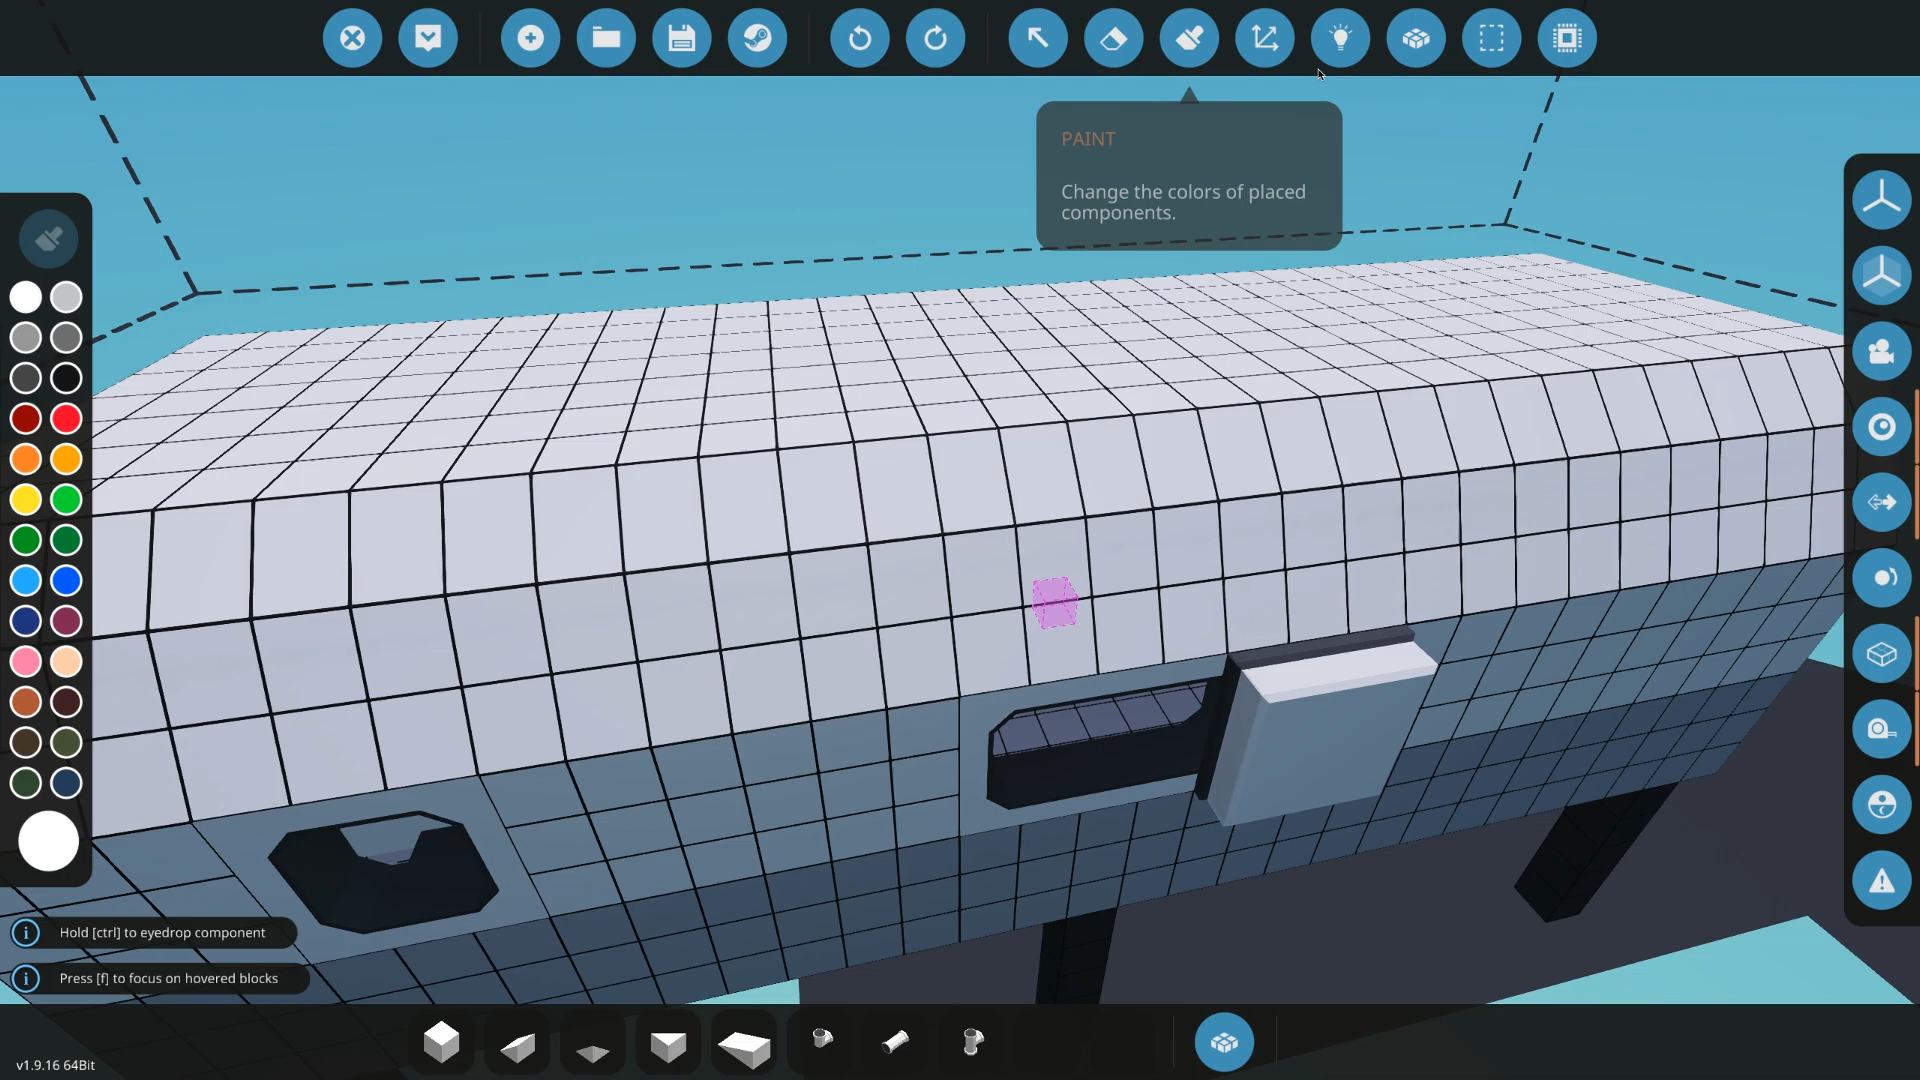 PAINT
Change the colors of placed
components.
Hold [ctrl] to eyedrop component
Press [f] to focus on hovered blocks
v1.9.16 64Bit